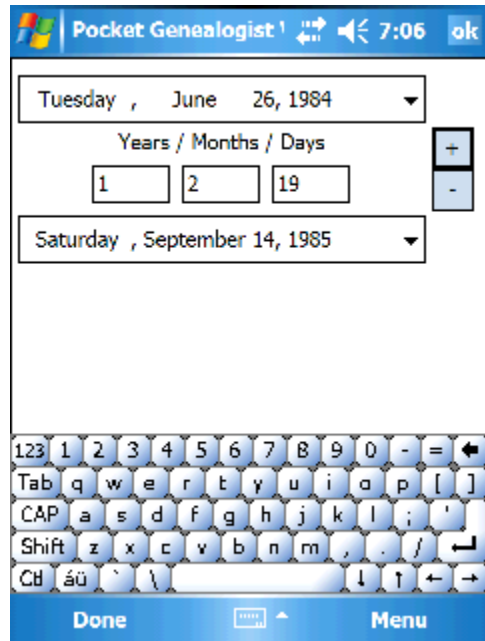 Pocket Genealogist 7:06 ok
Tuesday , June 26, 1984
Years / Months / Days
+
1 2 19
-
Saturday , September 14, 1985
123 1 2 3 4 5 6 7 8 9 0 - = 
Tab q w e r t y u i o p [ ]
CAP a s d f g h j k l ; '
Shift z x c v b n m , . /
Ctl áü ` \
Done Menu